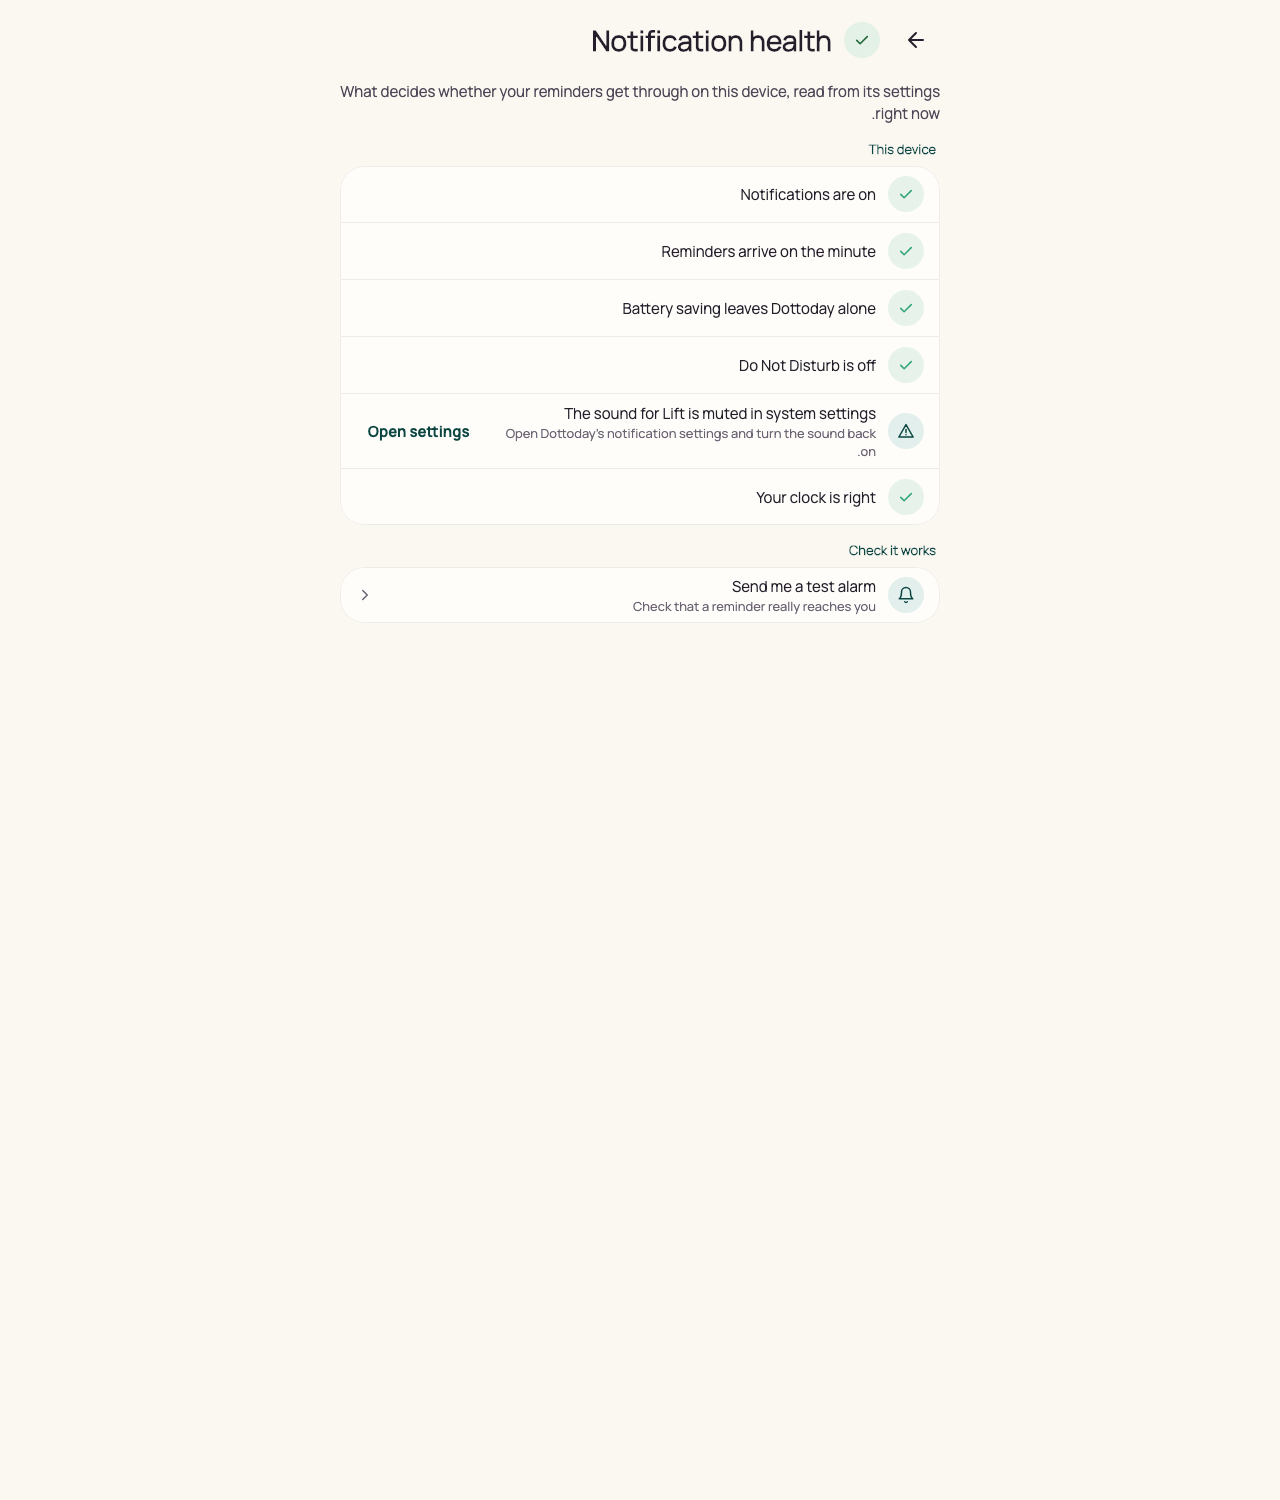 Notification health
What decides whether your reminders get through on this device, read from its settings
.right now
This device
Notifications are on
Reminders arrive on the minute
Battery saving leaves Dottoday alone
Do Not Disturb is off
The sound for Lift is muted in system settings
Open Dottoday's notification settings and turn the sound back
.on
Open settings
Your clock is right
Check it works
Send me a test alarm
Check that a reminder really reaches you